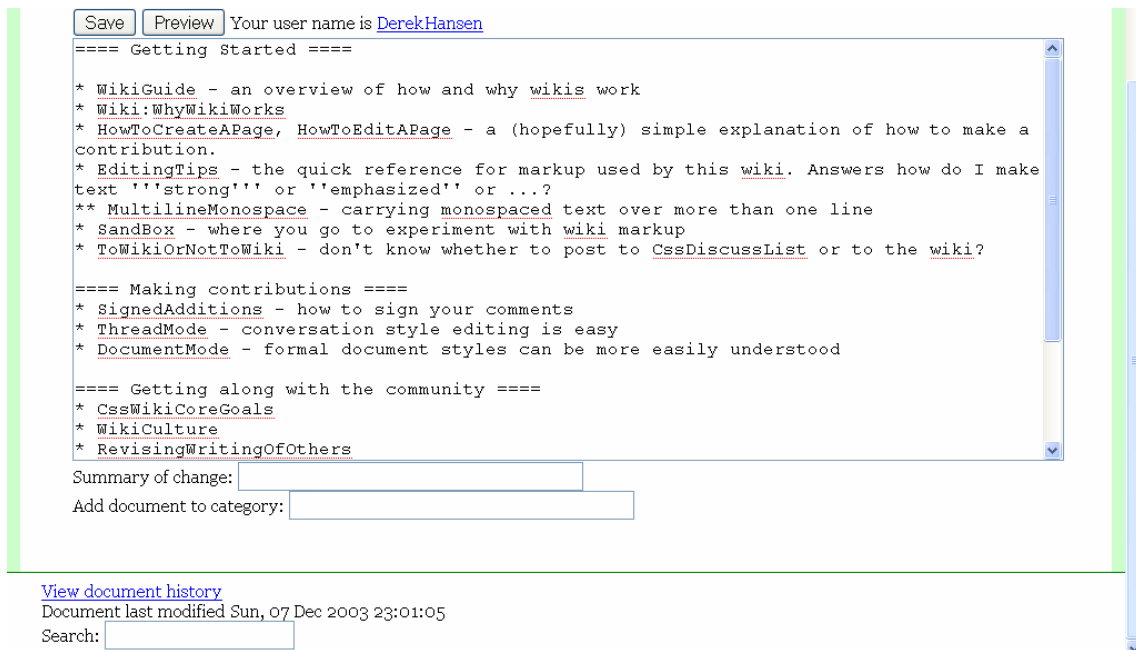 Save Preview Your user name is DerekHansen
==== Getting Started ====
* WikiGuide - an overview of how and why wikis work
* Wiki:WhyWikiWorks
* HowToCreateAPage, HowToEditAPage - a (hopefully) simple explanation of how to make a
contribution.
* EditingTips - the quick reference for markup used by this wiki. Answers how do I make
text '''strong''' or ''emphasized'' or ...?
** MultilineMonospace - carrying monospaced text over more than one line
* SandBox - where you go to experiment with wiki markup
* ToWikiOrNotToWiki - don't know whether to post to CssDiscussList or to the wiki?
==== Making contributions ====
* SignedAdditions - how to sign your comments
* ThreadMode - conversation style editing is easy
* DocumentMode - formal document styles can be more easily understood
==== Getting along with the community ====
* CssWikiCoreGoals
* WikiCulture
* RevisingWritingOfOthers
Summary of change:
Add document to category:
View document history
Document last modified Sun, 07 Dec 2003 23:01:05
Search: